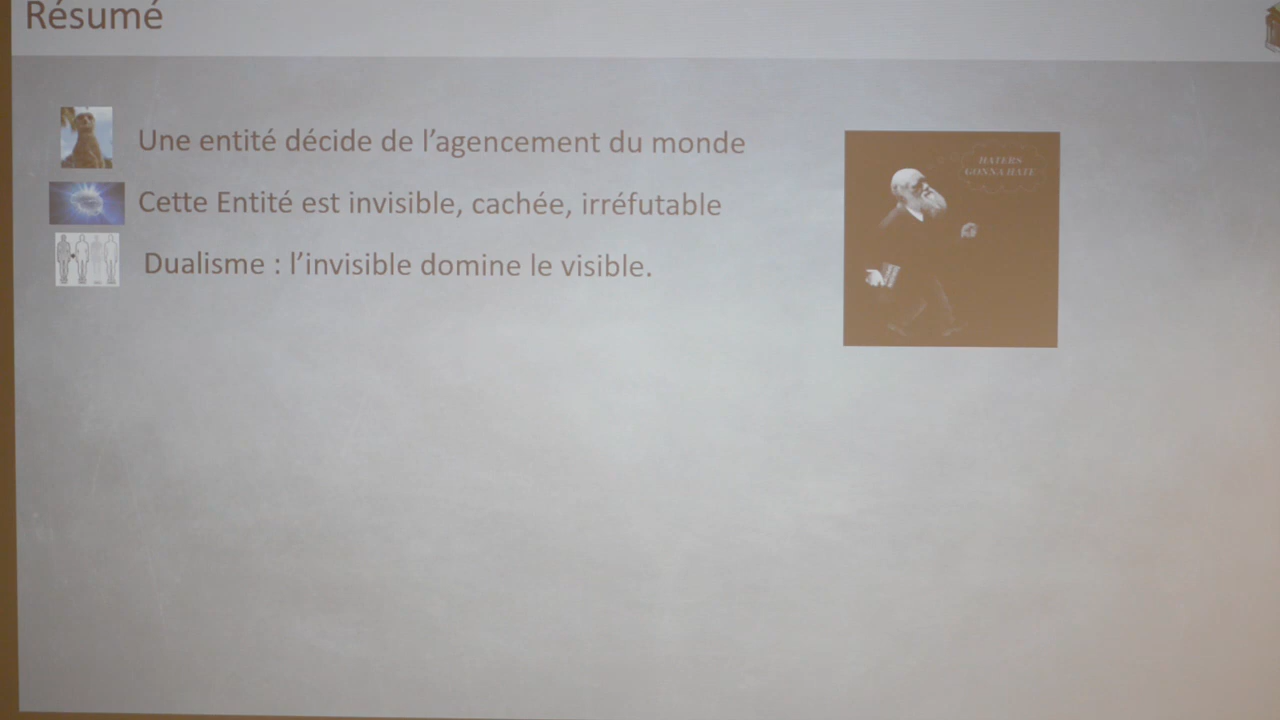 Résumé
Une entité décide de l'agencement du monde
Cette Entité est invisible, cachée, irréfutable
Dualisme : l'invisible domine le visible.
HATERS
GONNA HATE